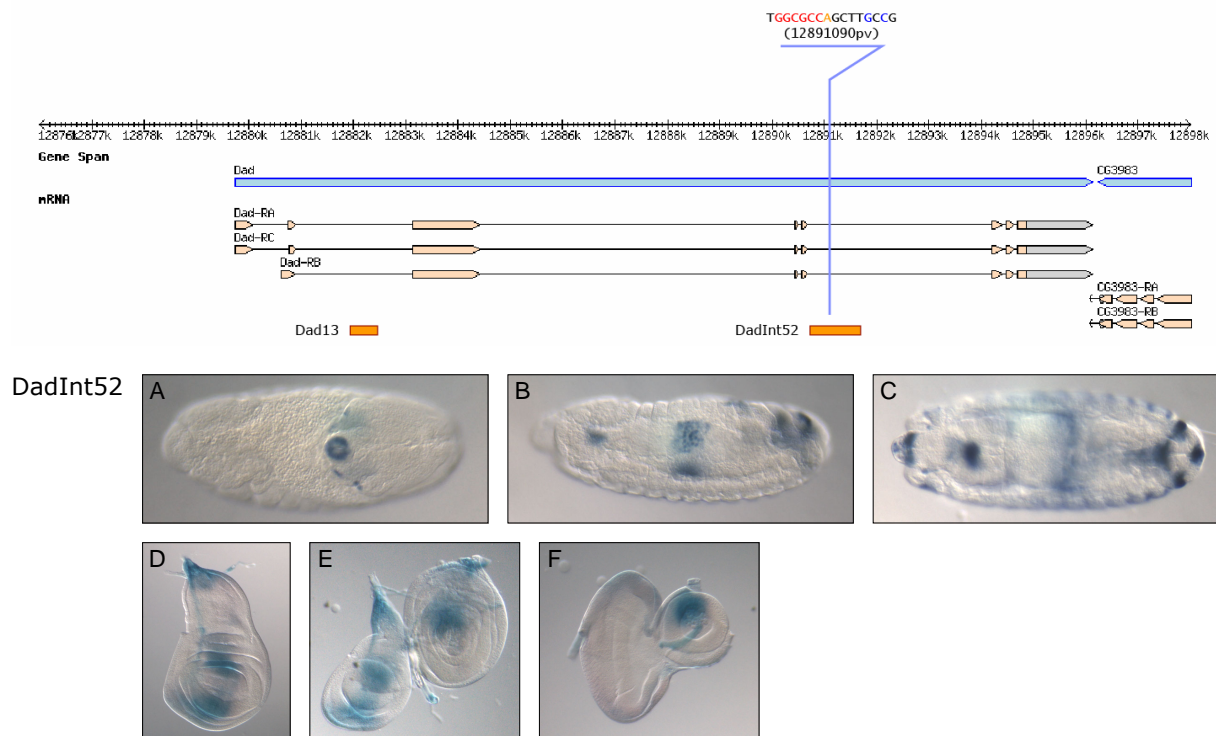 TGGCGCCAGCTTGCCG
(12891090pv)
12876k 12877k 12878k 12879k 12880k 12881k 12882k 12883k 12884k 12885k 12886k 12887k 12888k 12889k 12890k 12891k 12892k 12893k 12894k 12895k 12896k 12897k 12898k
Gene Span
Dad CG3983
mRNA
Dad-RA
Dad-RC
Dad-RB
CG3983-RA
CG3983-RB
Dad13 DadInt52
DadInt52
A B C
D E F